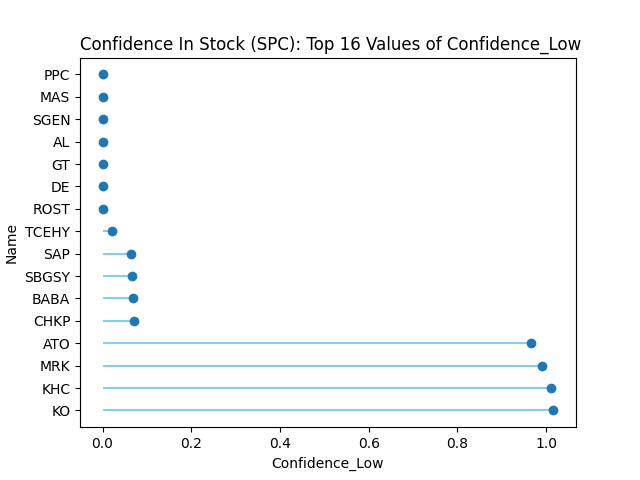 Confidence In Stock (SPC): Top 16 Values of Confidence_Low
PPC
MAS
SGEN
AL
GT
DE
ROST
TCEHY
SAP
SBGSY
BABA
CHKP
ATO
MRK
KHC
KO
Name
0.0 0.2 0.4 0.6 0.8 1.0
Confidence_Low